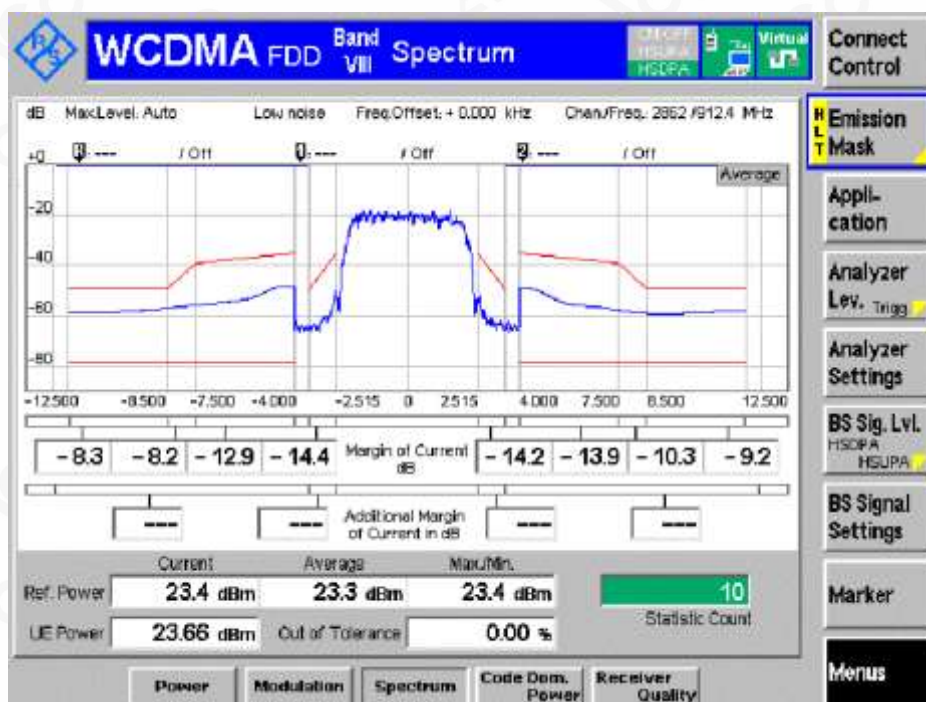 R S
WCDMA FDD Band VIII Spectrum
HSUPA
HSDPA
Virtual
Connect Control
dB Max.Level: Auto Low noise Freq.Offset: + 0.000 kHz Chan./Freq.: 2862 /912.4 MHz
R: --- / Off 1: --- / Off 2: --- / Off
Average
+0
-20
-40
-60
-80
-12.500 -8.500 -7.500 -4.000 -2.515 0 2.515 4.000 7.500 8.500 12.500
-8.3 -8.2 -12.9 -14.4 Margin of Current dB -14.2 -13.9 -10.3 -9.2
--- --- Additional Margin of Current in dB --- ---
Current Average Max./Min.
Ref. Power 23.4 dBm 23.3 dBm 23.4 dBm 10
Statistic Count
UE Power 23.66 dBm Out of Tolerance 0.00 %
Power Modulation Spectrum Code Dom. Power Receiver Quality
HLT
Emission Mask
Appli-
cation
Analyzer
Lev. Trigg
Analyzer
Settings
BS Sig. Lvl.
HSDPA
HSUPA
BS Signal
Settings
Marker
Menus